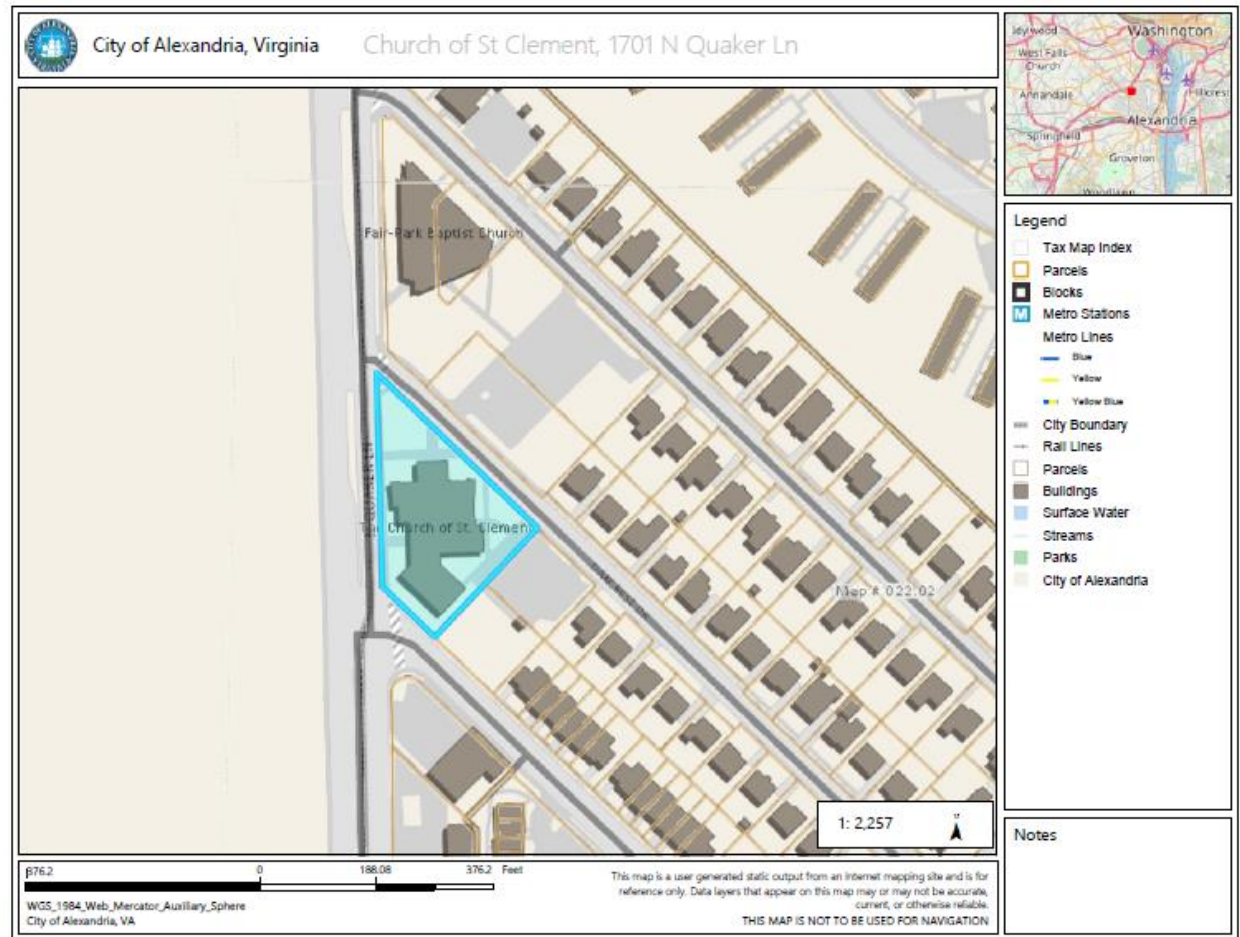 City of Alexandria, Virginia
Church of St Clement, 1701 N Quaker Ln
Idylwood
Washington
West Falls
Church
Annandale
Hillcrest
Alexandria
Springfield
Groveton
Fair-Park Baptist Church
N QUAKER LN
The Church of St. Clement
Map # 022.02
1: 2,257
N
Legend
Tax Map Index
Parcels
Blocks
M
Metro Stations
Metro Lines
Blue
Yellow
Yellow Blue
City Boundary
Rail Lines
Parcels
Buildings
Surface Water
Streams
Parks
City of Alexandria
Notes
376.2
0
188.08
376.2 Feet
WGS_1984_Web_Mercator_Auxiliary_Sphere
City of Alexandria, VA
This map is a user generated static output from an Internet mapping site and is for
reference only. Data layers that appear on this map may or may not be accurate,
current, or otherwise reliable.
THIS MAP IS NOT TO BE USED FOR NAVIGATION